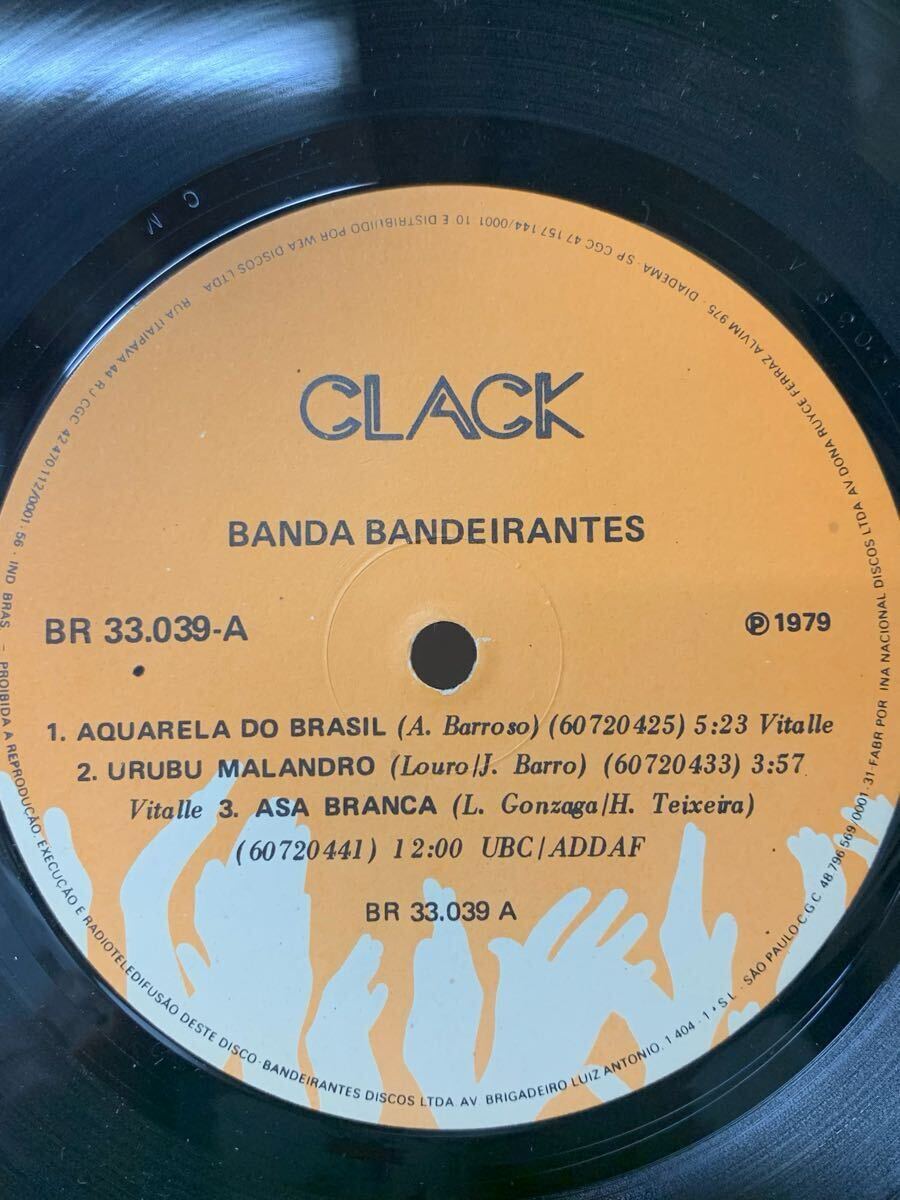 CLACK
BANDA BANDEIRANTES
BR 33.039-A
℗ 1979
1. AQUARELA DO BRASIL (A. Barroso) (60720425) 5:23 Vitalle
2. URUBU MALANDRO (Louro/J. Barro) (60720433) 3:57
Vitalle 3. ASA BRANCA (L. Gonzaga/H. Teixeira)
(60720441) 12:00 UBC/ADDAF
BR 33.039 A
INA NACIONAL DISCOS LTDA AV DONA RUYCE FERRAZ ALVIM 975 · DIADEMA · SP CGC 47 157 144/0001 10 E DISTRIBUIDO POR WEA DISCOS LTDA RUA ITAIPAVA 44 R J CGC 42 470 112/0001·56 · IND BRAS. – PROIBIDA A REPRODUÇÃO, EXECUÇÃO E RADIOTELEDIFUSÃO DESTE DISCO·BANDEIRANTES DISCOS LTDA. AV. BRIGADEIRO LUIZ ANTONIO, 1 404 · 1º S.L · SÃO PAULO·C.G.C 48 796 569/0001·31·FABR POR
C M